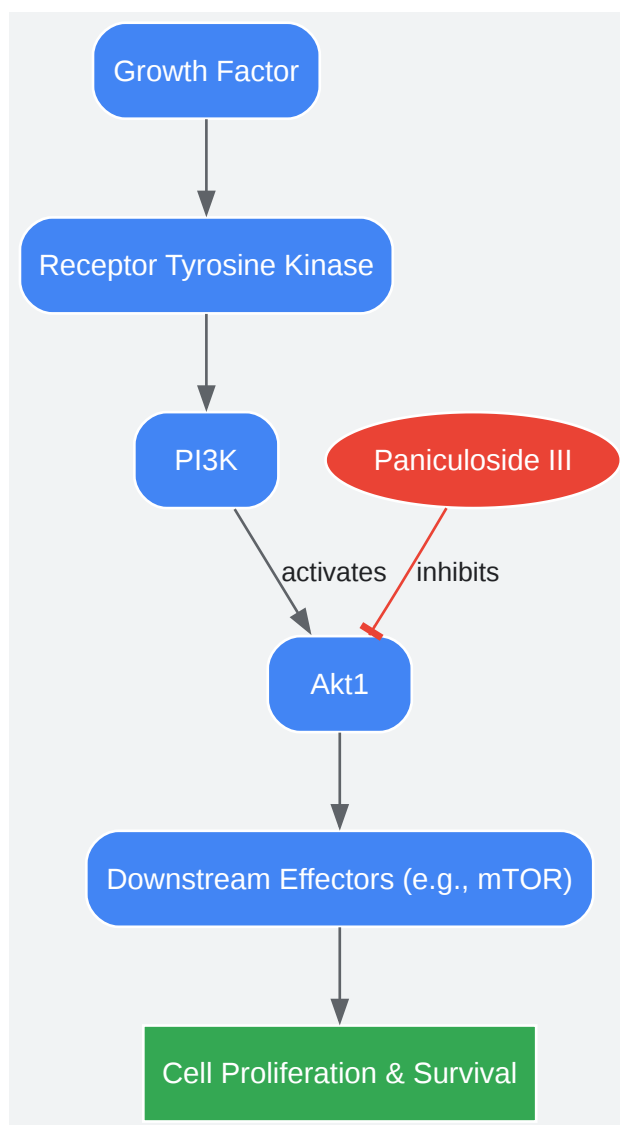 Growth Factor
Receptor Tyrosine Kinase
PI3K
Paniculoside III
activates
inhibits
Akt1
Downstream Effectors (e.g., mTOR)
Cell Proliferation & Survival